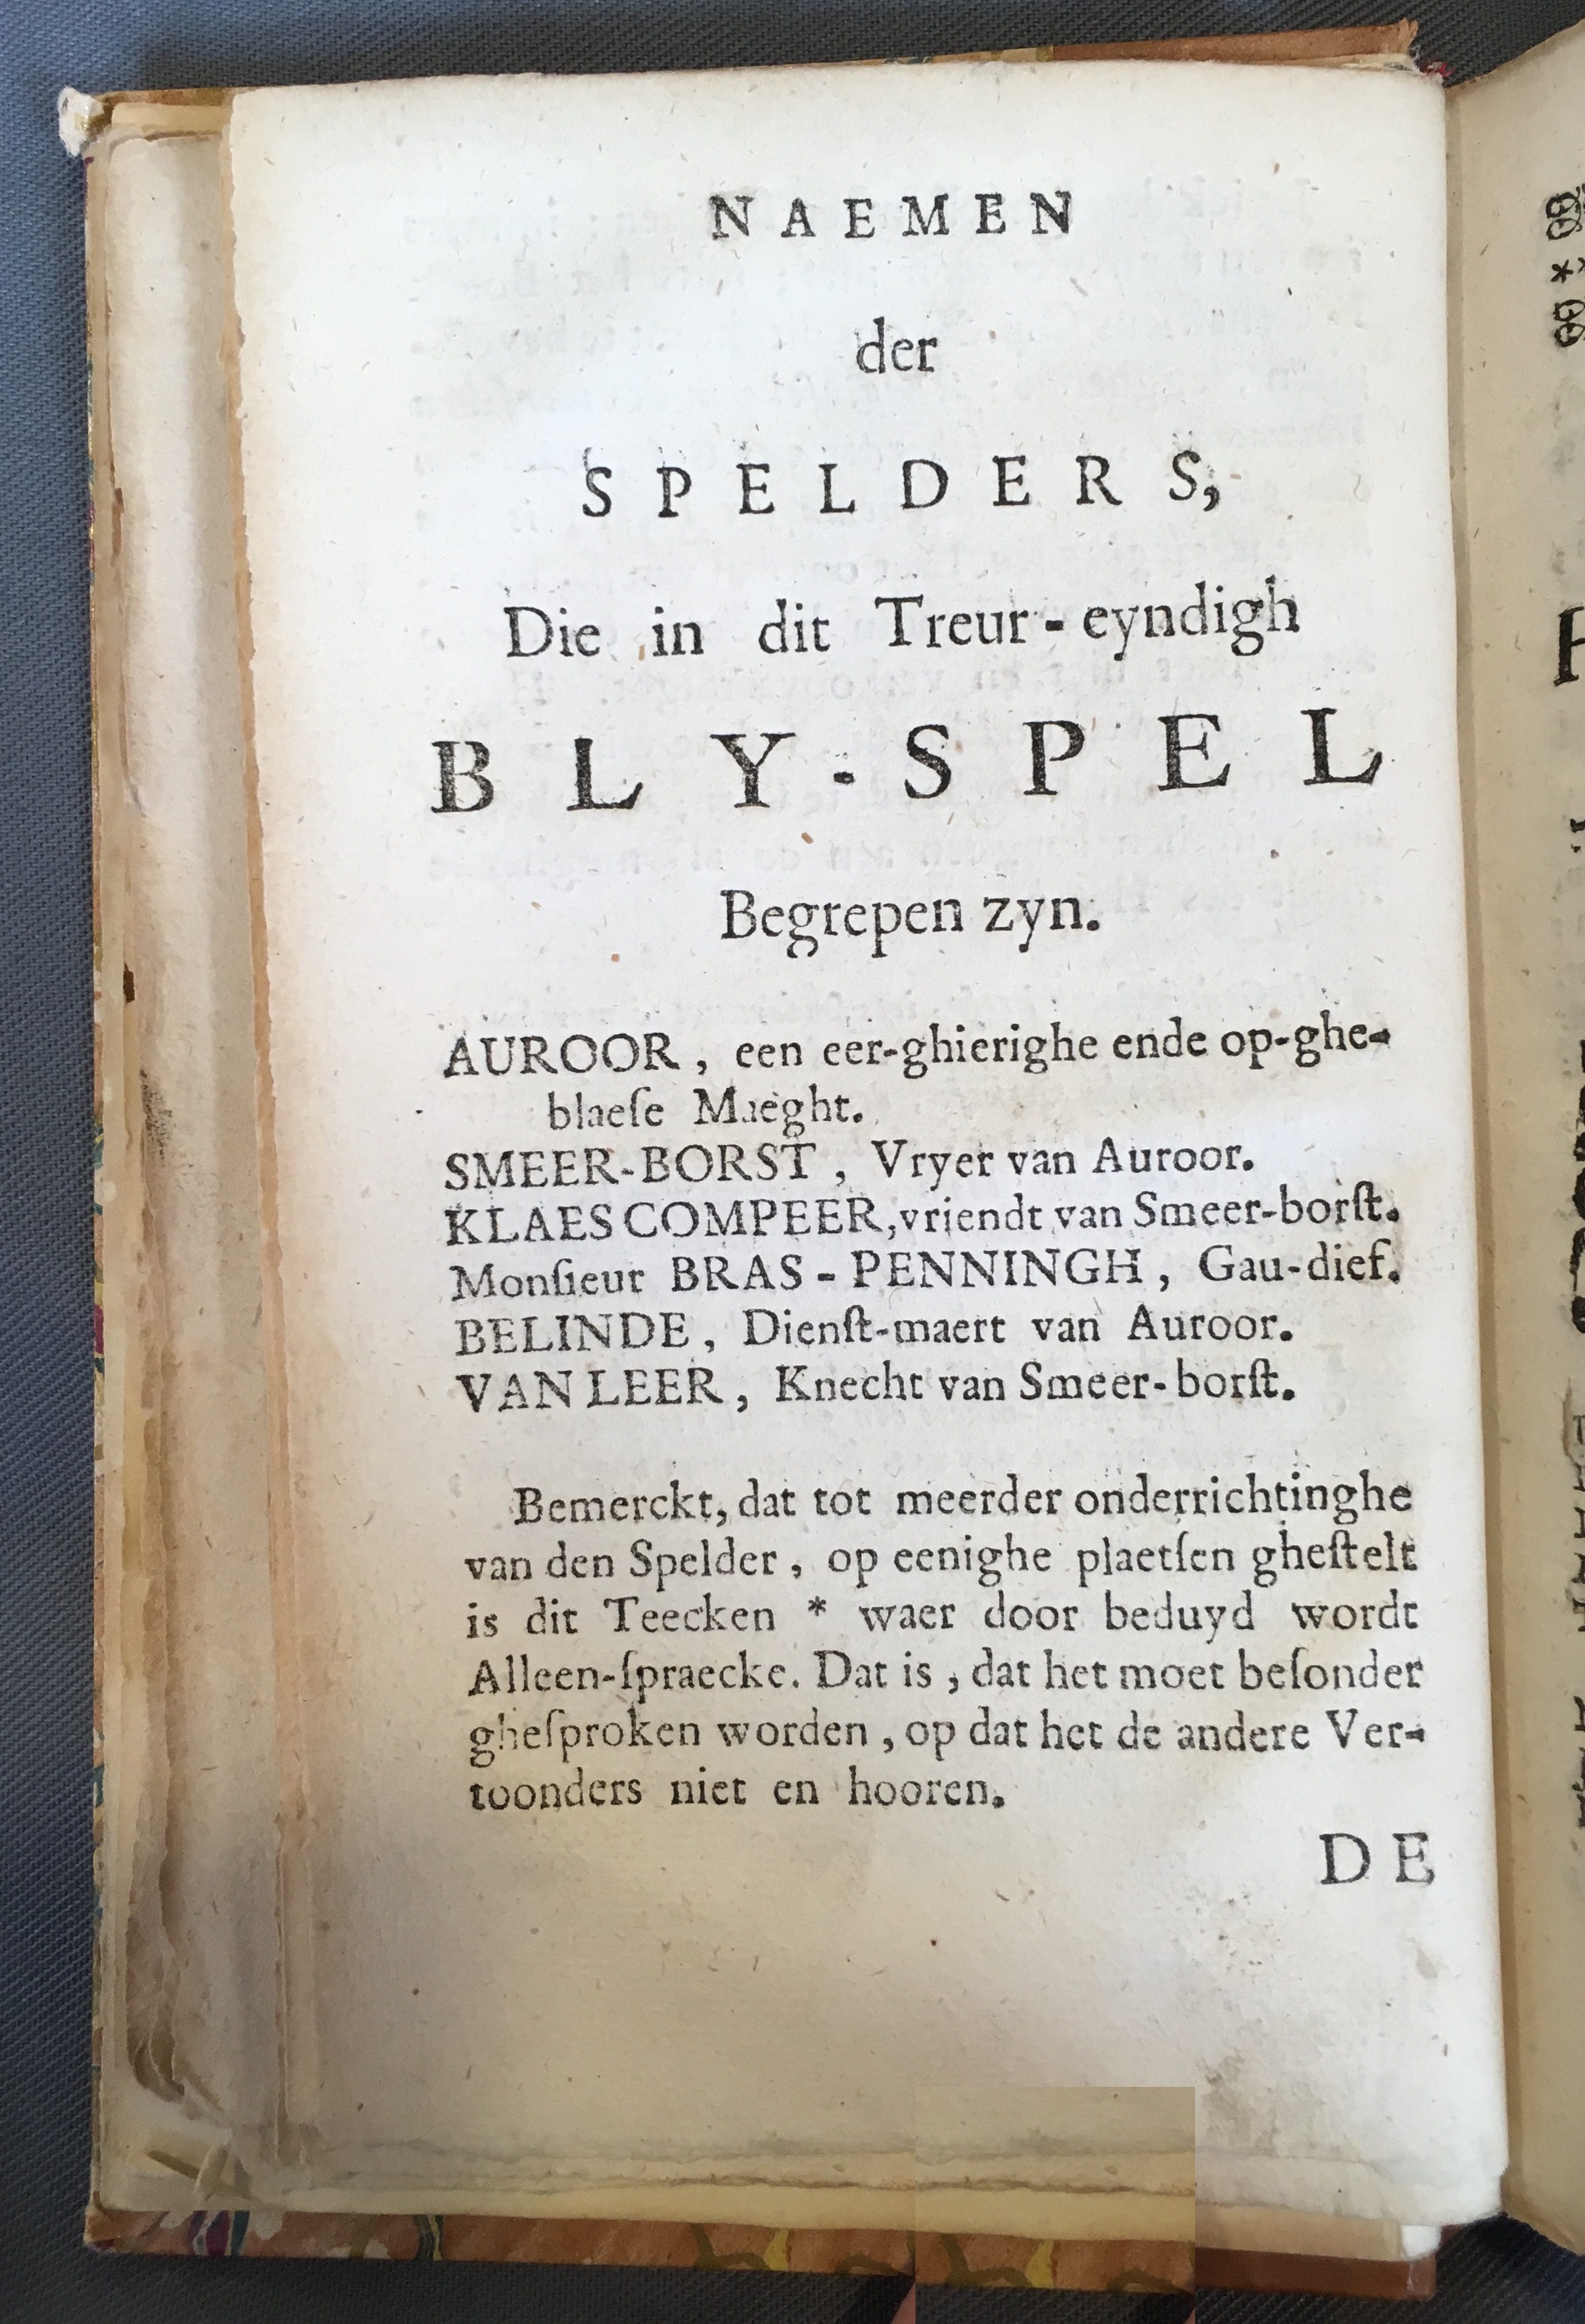 NAEMEN
der
SPELDERS,
Die in dit Treur-eyndigh
BLY-SPEL
Begrepen zyn.
AUROOR, een eer-ghierighe ende op-ghe-
blaeſe Maeght.
SMEER-BORST, Vryer van Auroor.
KLAES COMPEER, vriendt van Smeer-borſt.
Monſieur BRAS-PENNINGH, Gau-dief.
BELINDE, Dienſt-maert van Auroor.
VAN LEER, Knecht van Smeer-borſt.
Bemerckt, dat tot meerder onderrichtinghe
van den Spelder, op eenighe plaetſen gheſtelt
is dit Teecken * waer door beduyd wordt
Alleen-ſpraecke. Dat is, dat het moet beſonder
gheſproken worden, op dat het de andere Ver-
toonders niet en hooren.
DE